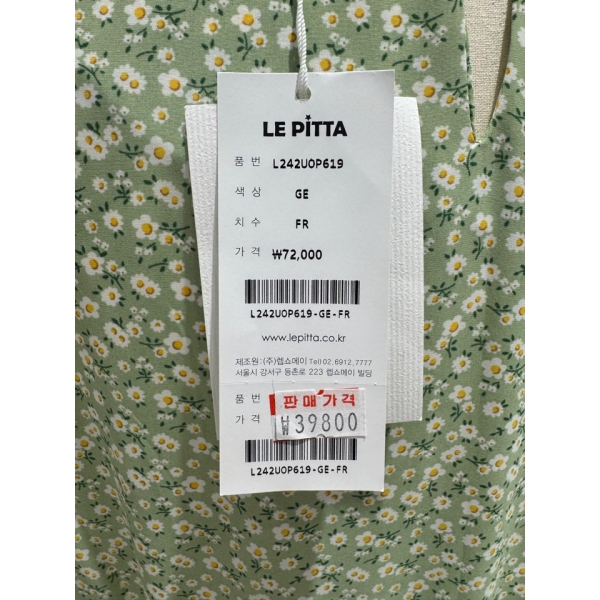 LE PITTA
품 번 L242UOP619
색 상 GE
치 수 FR
가 격 ₩72,000
L242UOP619-GE-FR
www.lepitta.co.kr
제조원: (주)렙쇼메이 Tel 02.6912.7777
서울시 강서구 등촌로 223 렙쇼메이 빌딩
품 번
판매가격
가 격 ₩39800
L242UOP619-GE-FR